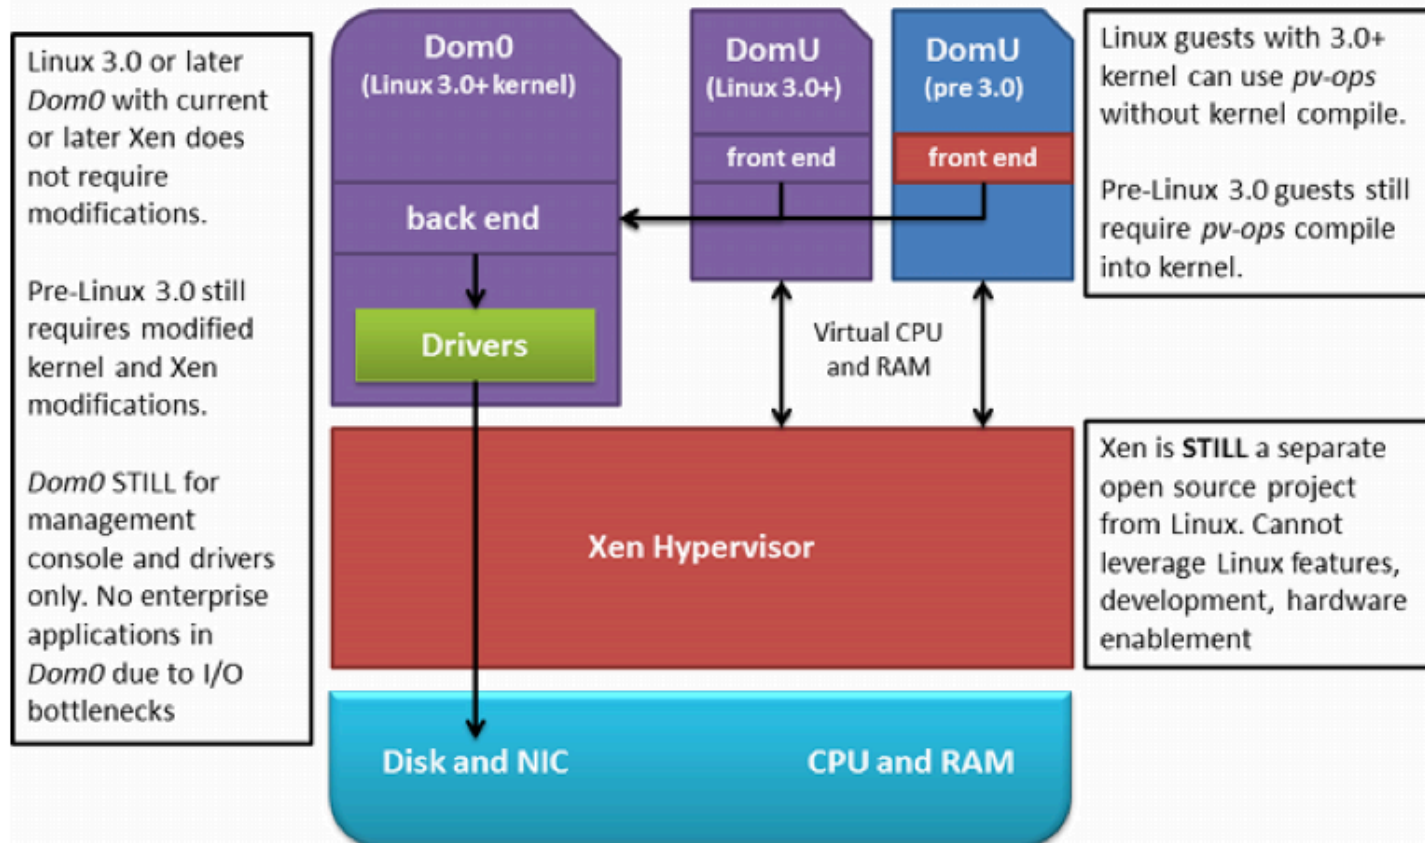 Linux 3.0 or later
Dom0 with current
or later Xen does
not require
modifications.
Pre-Linux 3.0 still
requires modified
kernel and Xen
modifications.
Dom0 STILL for
management
console and drivers
only. No enterprise
applications in
Dom0 due to I/O
bottlenecks
Dom0
(Linux 3.0+ kernel)
back end
Drivers
DomU
(Linux 3.0+)
front end
DomU
(pre 3.0)
front end
Virtual CPU
and RAM
Xen Hypervisor
Disk and NIC
CPU and RAM
Linux guests with 3.0+
kernel can use pv-ops
without kernel compile.
Pre-Linux 3.0 guests still
require pv-ops compile
into kernel.
Xen is STILL a separate
open source project
from Linux. Cannot
leverage Linux features,
development, hardware
enablement